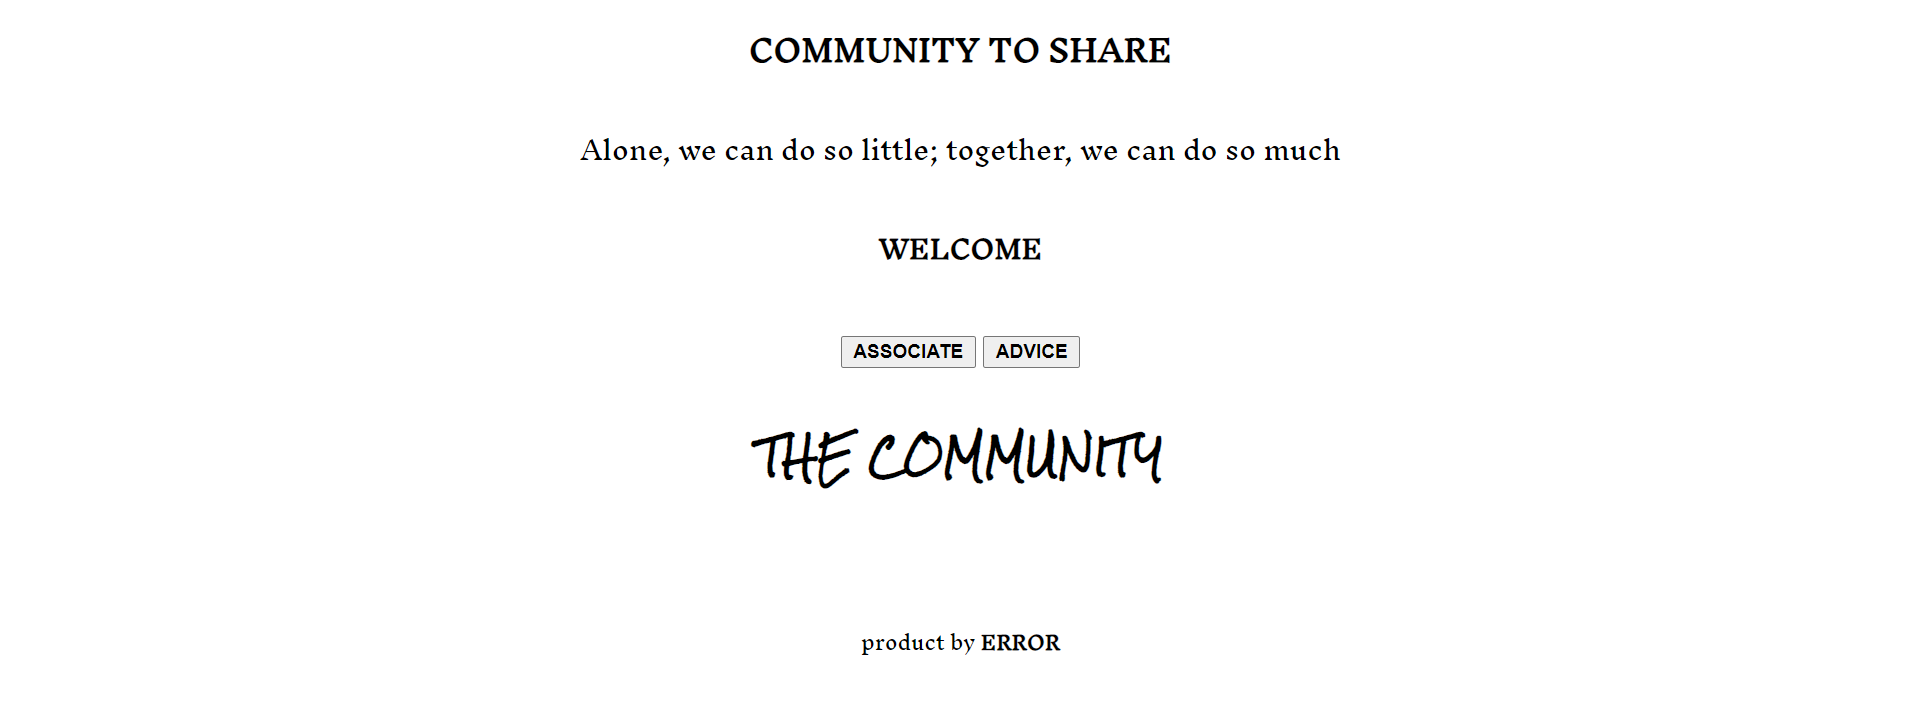 COMMUNITY TO SHARE
Alone, we can do so little; together, we can do so much
WELCOME
ASSOCIATE ADVICE
THE COMMUNITY
product by ERROR